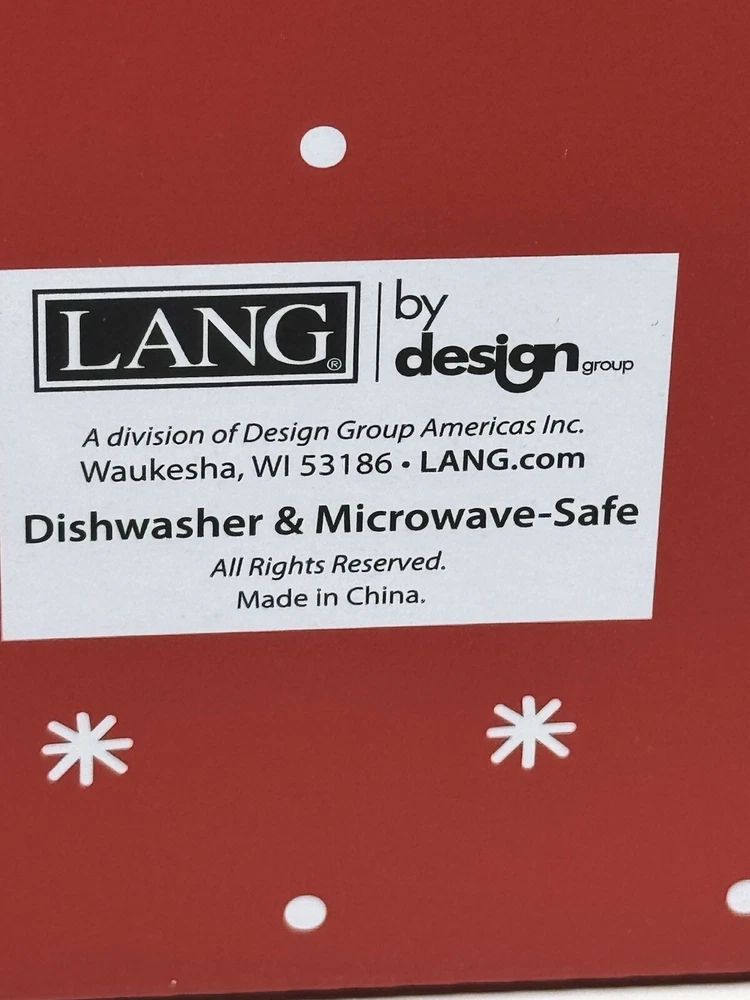 LANG® | by
design group
A division of Design Group Americas Inc.
Waukesha, WI 53186 • LANG.com
Dishwasher & Microwave-Safe
All Rights Reserved.
Made in China.